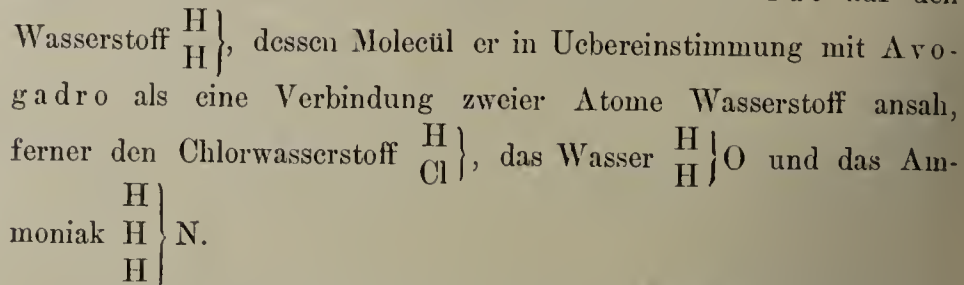 den
Wasserstoff H H}, dessen Molecül er in Uebereinstimmung mit Avo-
gadro als eine Verbindung zweier Atome Wasserstoff ansah,
ferner den Chlorwasserstoff H Cl}, das Wasser H H}O und das Am-
moniak H H H} N.